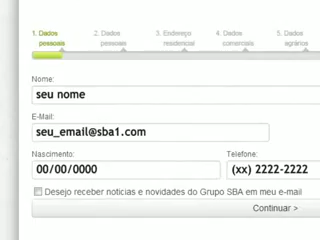 1. Dados pessoais
2. Dados pessoais
3. Endereço residencial
4. Dados comerciais
5. Dados agrários
Nome:
seu nome
E-Mail:
seu_email@sba1.com
Nascimento: Telefone:
00/00/0000 (xx) 2222-2222
Desejo receber noticias e novidades do Grupo SBA em meu e-mail
Continuar >